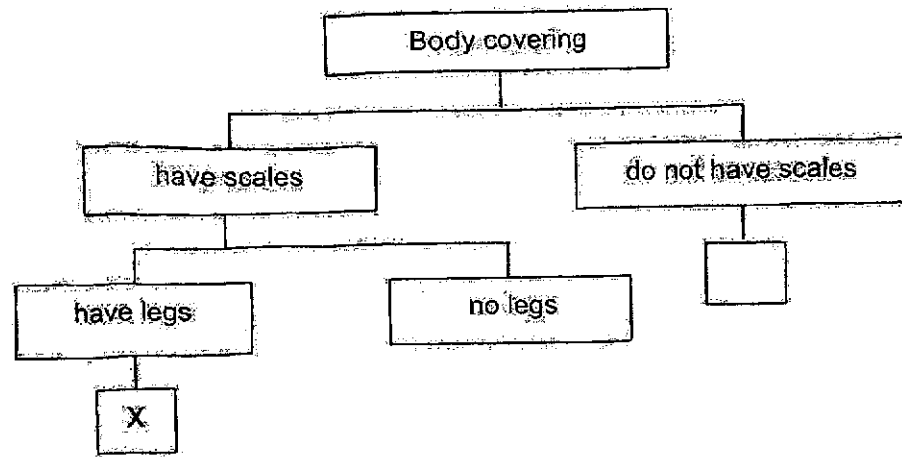 Body covering
have scales
do not have scales
have legs
no legs
X